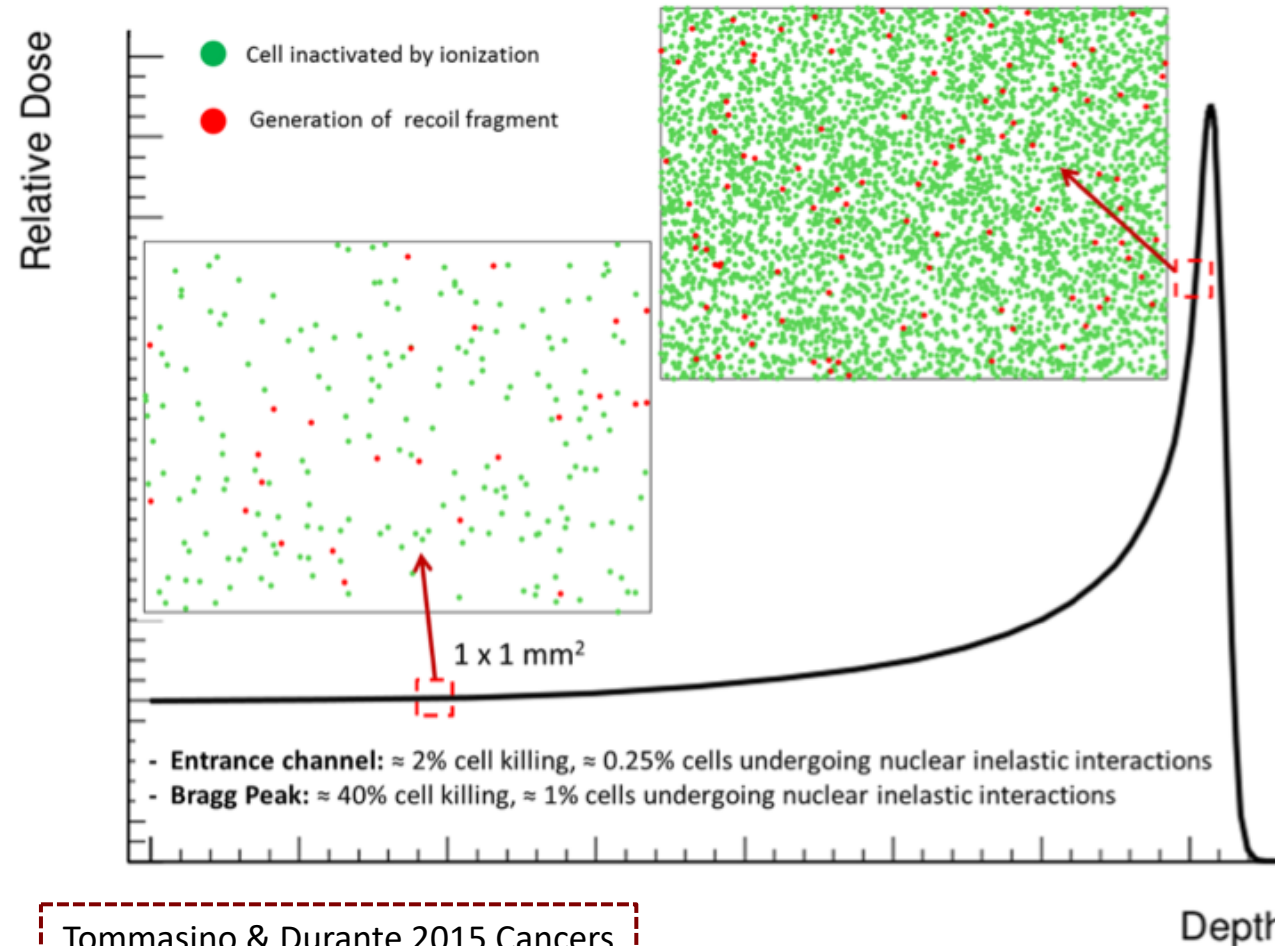 Relative Dose
Cell inactivated by ionization
Generation of recoil fragment
1 x 1 mm²
- Entrance channel: ≈ 2% cell killing, ≈ 0.25% cells undergoing nuclear inelastic interactions
- Bragg Peak: ≈ 40% cell killing, ≈ 1% cells undergoing nuclear inelastic interactions
Depth
Tommasino & Durante 2015 Cancers